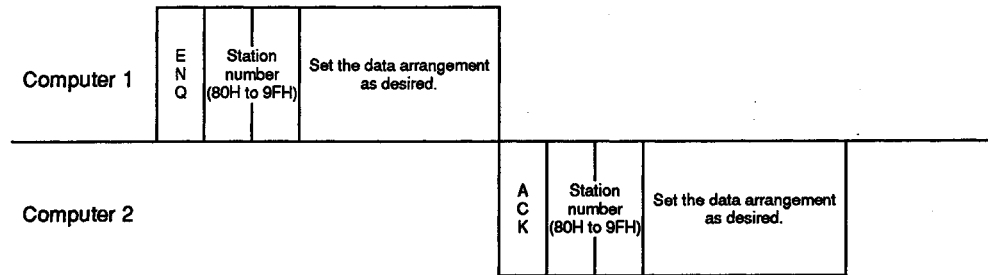 Computer 1
E
N
Q
Station
number
(80H to 9FH)
Set the data arrangement
as desired.
Computer 2
A
C
K
Station
number
(80H to 9FH)
Set the data arrangement
as desired.